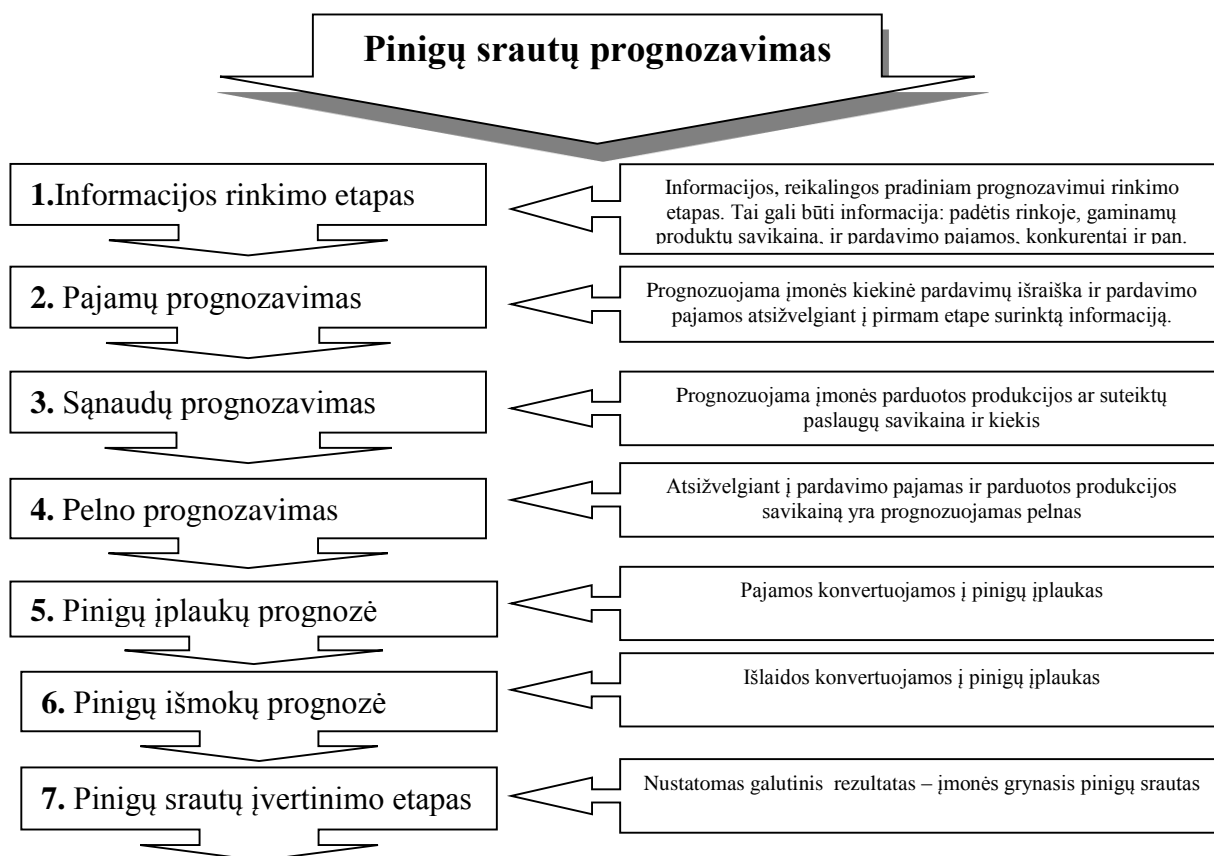 Pinigų srautų prognozavimas
1.Informacijos rinkimo etapas
Informacijos, reikalingos pradiniam prognozavimui rinkimo
etapas. Tai gali būti informacija: padėtis rinkoje, gaminamų
produktų savikaina, ir pardavimo pajamos, konkurentai ir pan.
2. Pajamų prognozavimas
Prognozuojama įmonės kiekinė pardavimų išraiška ir pardavimo
pajamos atsižvelgiant į pirmam etape surinktą informaciją.
3. Sąnaudų prognozavimas
Prognozuojama įmonės parduotos produkcijos ar suteiktų
paslaugų savikaina ir kiekis
4. Pelno prognozavimas
Atsižvelgiant į pardavimo pajamas ir parduotos produkcijos
savikainą yra prognozuojamas pelnas
5. Pinigų įplaukų prognozė
Pajamos konvertuojamos į pinigų įplaukas
6. Pinigų išmokų prognozė
Išlaidos konvertuojamos į pinigų įplaukas
7. Pinigų srautų įvertinimo etapas
Nustatomas galutinis rezultatas – įmonės grynasis pinigų srautas